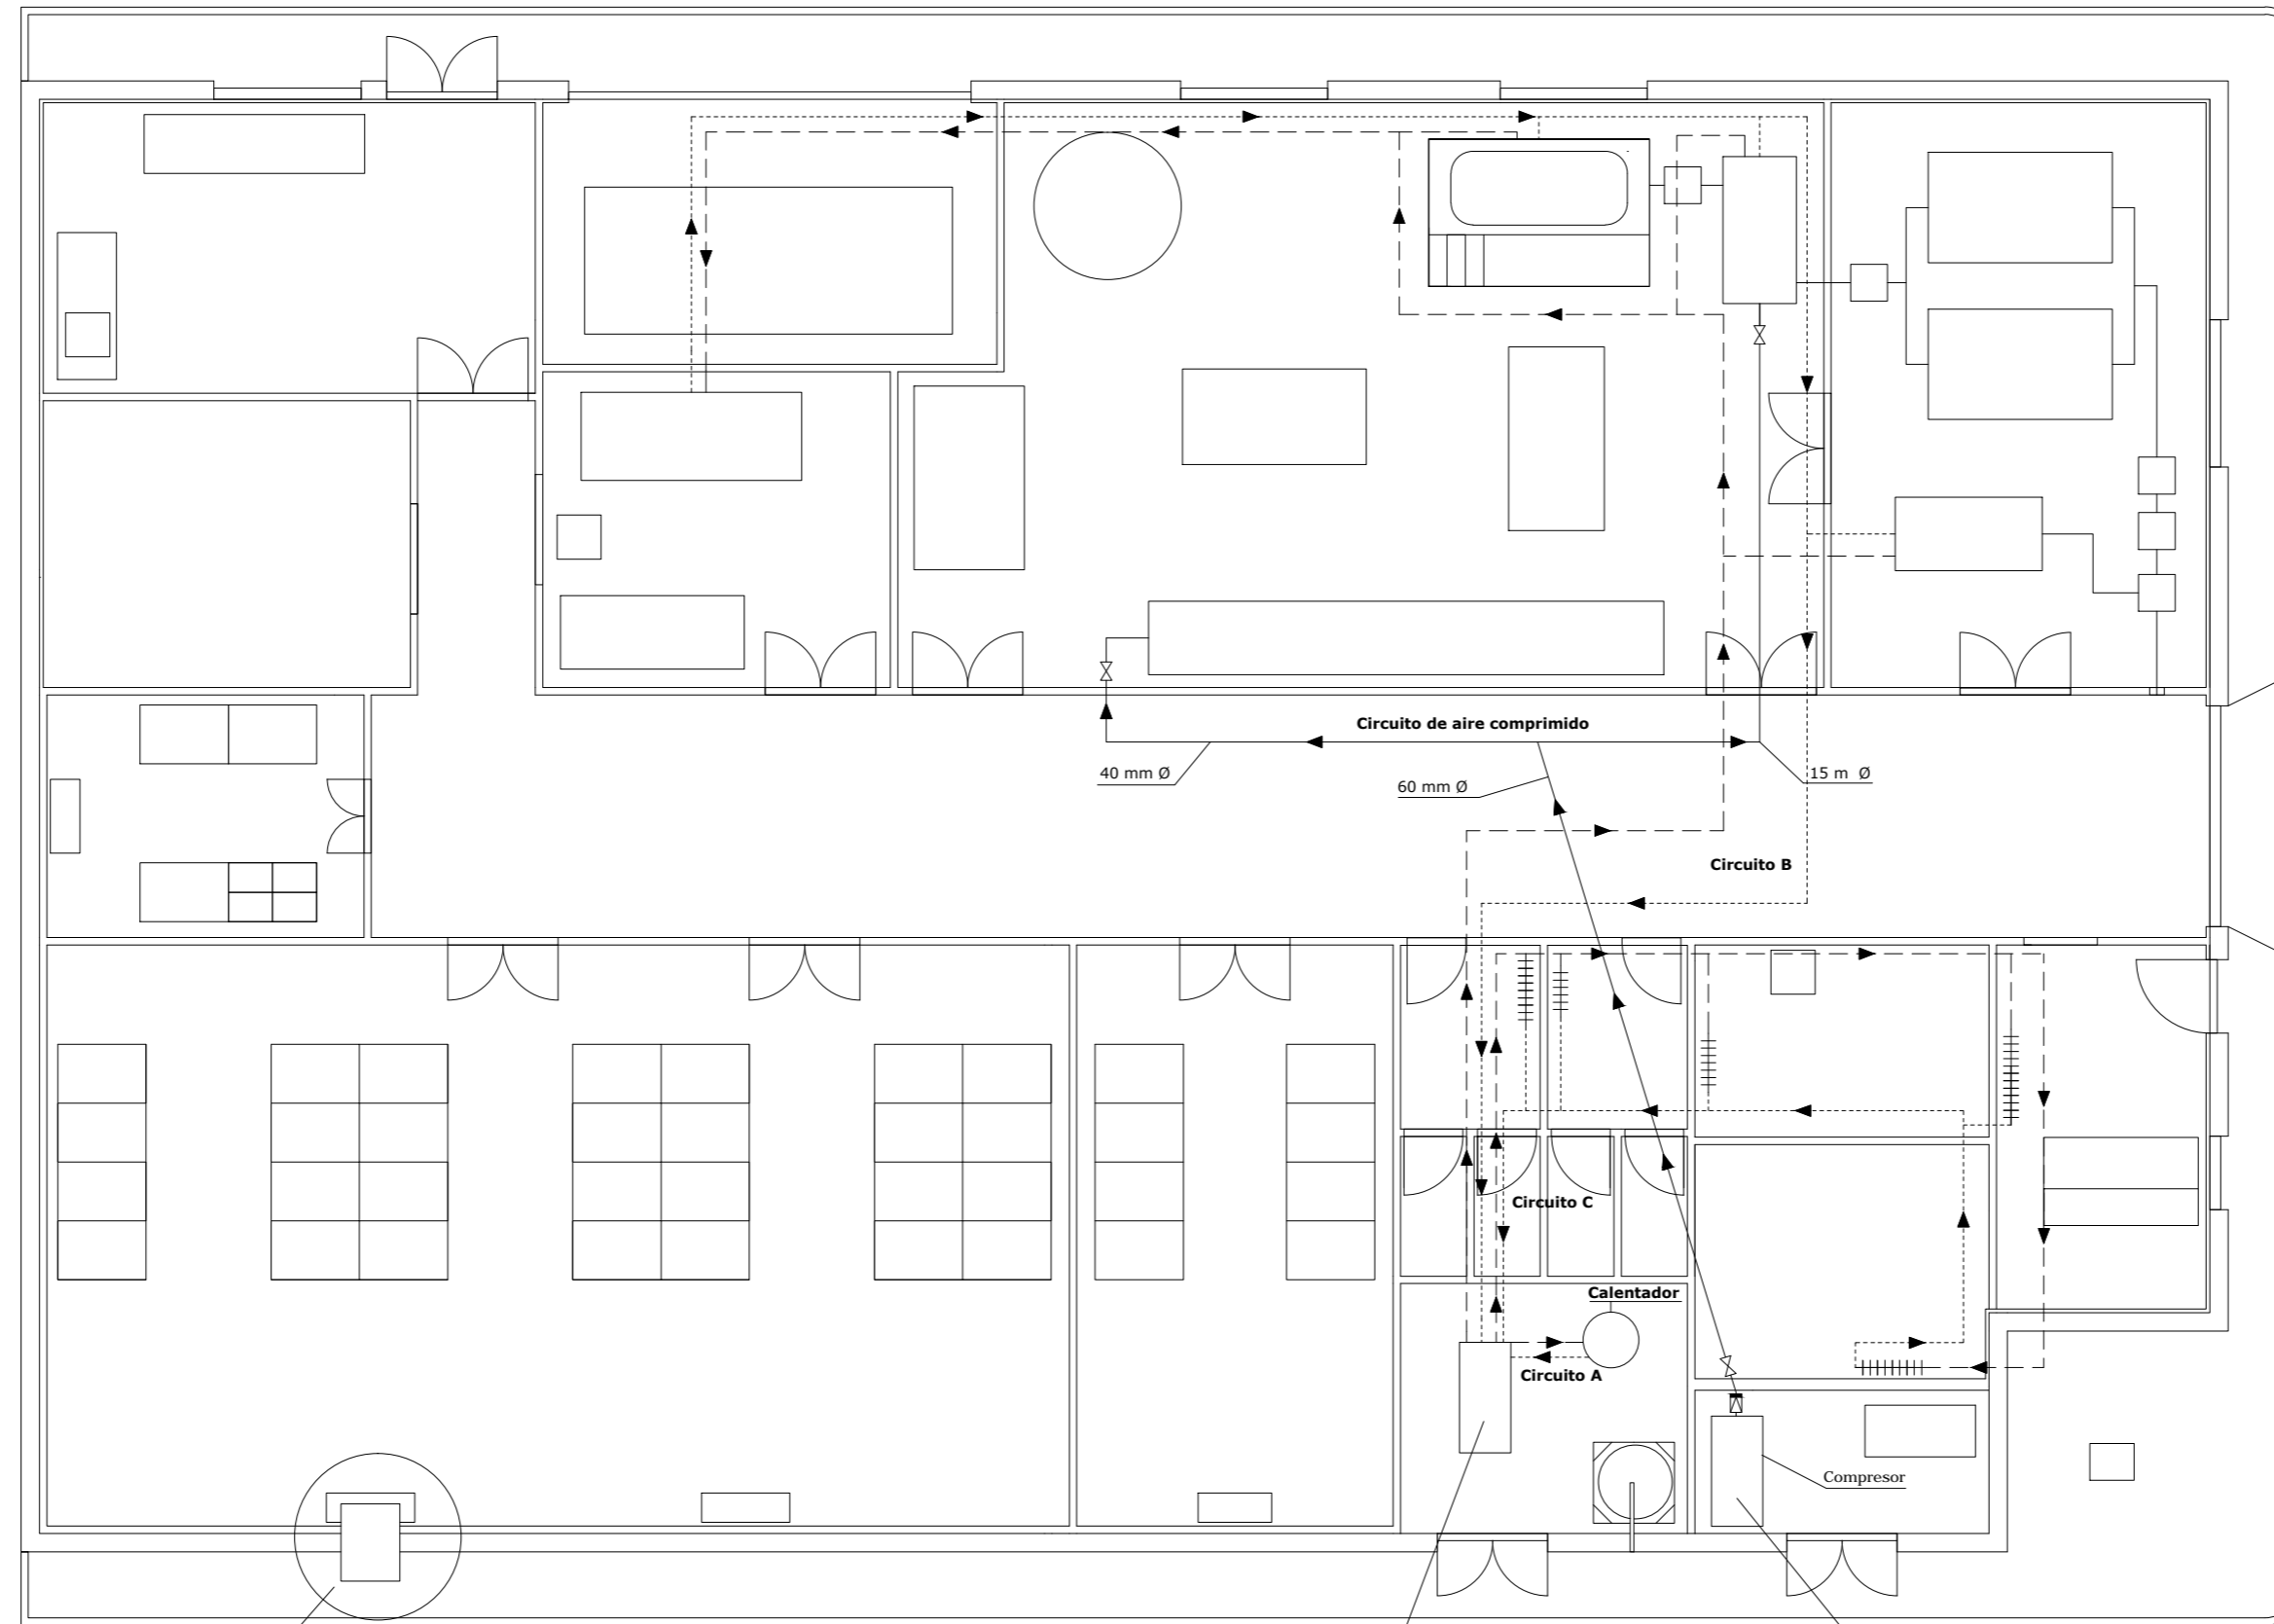 Circuito de aire comprimido
40 mm Ø
60 mm Ø
15 m  Ø
Circuito B
Circuito C
Calentador
Circuito A
Compresor